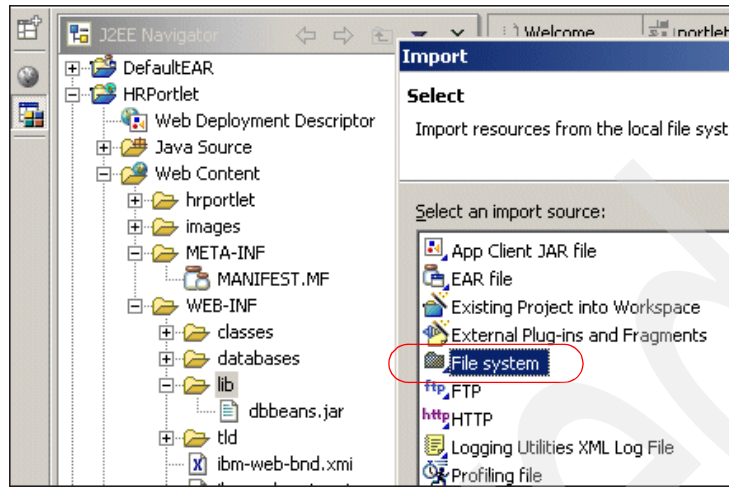 J2EE Navigator
DefaultEAR
HRPortlet
Web Deployment Descriptor
Java Source
Web Content
hrportlet
images
META-INF
MANIFEST.MF
WEB-INF
classes
databases
lib
dbbeans.jar
tld
ibm-web-bnd.xmi
Welcome
Import
Select
Import resources from the local file syst
Select an import source:
App Client JAR file
EAR file
Existing Project into Workspace
External Plug-ins and Fragments
File system
ftp FTP
http HTTP
Logging Utilities XML Log File
Profiling file